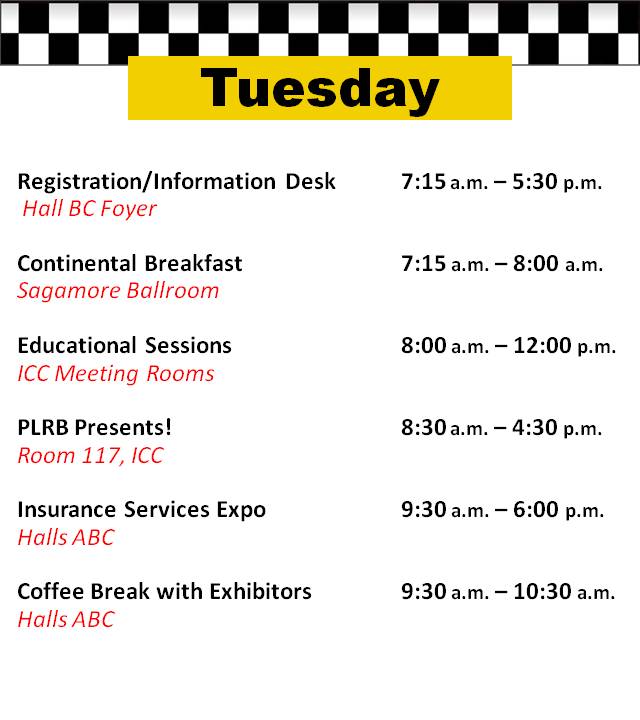 Tuesday
Registration/Information Desk 7:15 a.m. – 5:30 p.m.
Hall BC Foyer
Continental Breakfast 7:15 a.m. – 8:00 a.m.
Sagamore Ballroom
Educational Sessions 8:00 a.m. – 12:00 p.m.
ICC Meeting Rooms
PLRB Presents! 8:30 a.m. – 4:30 p.m.
Room 117, ICC
Insurance Services Expo 9:30 a.m. – 6:00 p.m.
Halls ABC
Coffee Break with Exhibitors 9:30 a.m. – 10:30 a.m.
Halls ABC